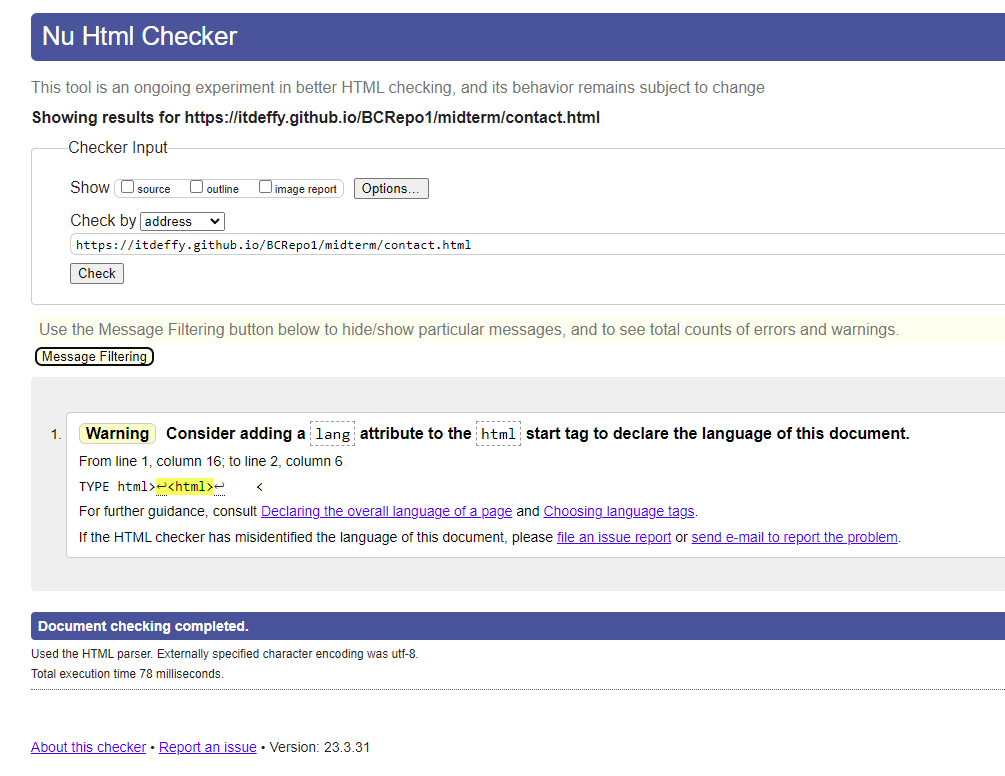 Nu Html Checker
This tool is an ongoing experiment in better HTML checking, and its behavior remains subject to change
Showing results for https://itdeffy.github.io/BCRepo1/midterm/contact.html
Checker Input
Show source outline image report Options...
Check by address
https://itdeffy.github.io/BCRepo1/midterm/contact.html
Check
Use the Message Filtering button below to hide/show particular messages, and to see total counts of errors and warnings.
Message Filtering
1. Warning Consider adding a lang attribute to the html start tag to declare the language of this document.
From line 1, column 16; to line 2, column 6
TYPE html>↩<html>↩    <
For further guidance, consult Declaring the overall language of a page and Choosing language tags.
If the HTML checker has misidentified the language of this document, please file an issue report or send e-mail to report the problem.
Document checking completed.
Used the HTML parser. Externally specified character encoding was utf-8.
Total execution time 78 milliseconds.
About this checker • Report an issue • Version: 23.3.31